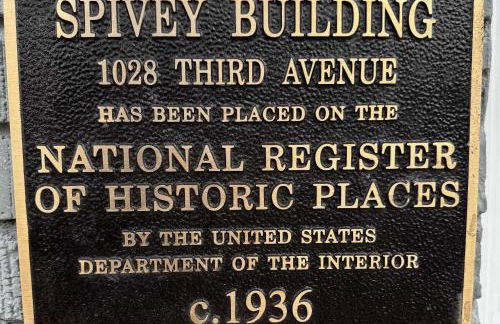 SPIVEY BUILDING
1028 THIRD AVENUE
HAS BEEN PLACED ON THE
NATIONAL REGISTER
OF HISTORIC PLACES
BY THE UNITED STATES
DEPARTMENT OF THE INTERIOR
c.1936